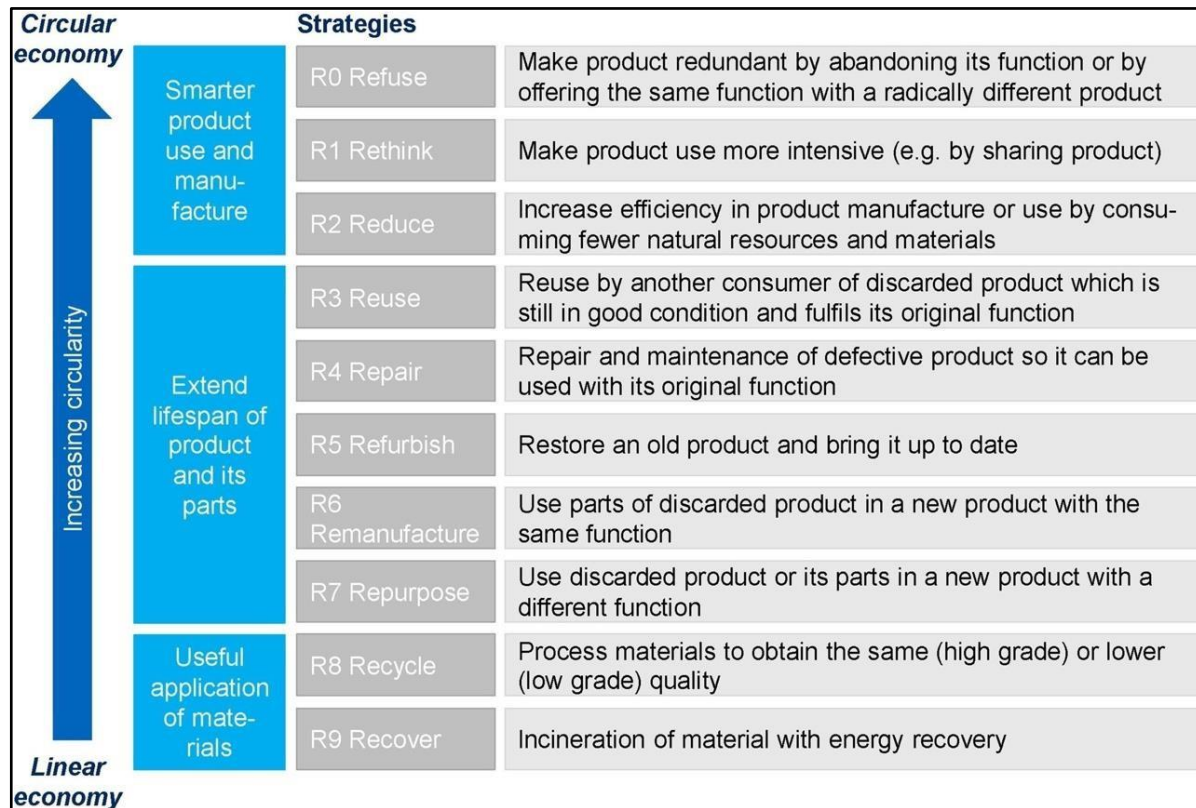 Circular
economy
Strategies
Increasing circularity
Linear
economy
Smarter
product
use and
manu-
facture
R0 Refuse
Make product redundant by abandoning its function or by
offering the same function with a radically different product
R1 Rethink
Make product use more intensive (e.g. by sharing product)
R2 Reduce
Increase efficiency in product manufacture or use by consu-
ming fewer natural resources and materials
Extend
lifespan of
product
and its
parts
R3 Reuse
Reuse by another consumer of discarded product which is
still in good condition and fulfils its original function
R4 Repair
Repair and maintenance of defective product so it can be
used with its original function
R5 Refurbish
Restore an old product and bring it up to date
R6
Remanufacture
Use parts of discarded product in a new product with the
same function
R7 Repurpose
Use discarded product or its parts in a new product with a
different function
Useful
application
of mate-
rials
R8 Recycle
Process materials to obtain the same (high grade) or lower
(low grade) quality
R9 Recover
Incineration of material with energy recovery